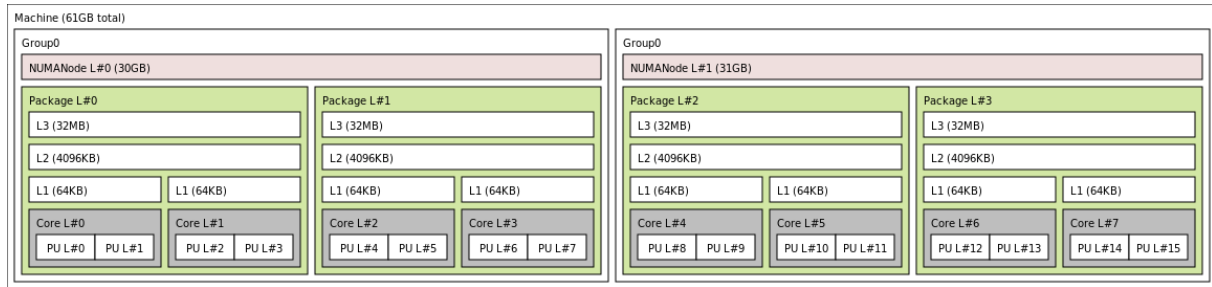 Machine (61GB total)
Group0
NUMANode L#0 (30GB)
Package L#0
L3 (32MB)
L2 (4096KB)
L1 (64KB)
L1 (64KB)
Core L#0
PU L#0
PU L#1
Core L#1
PU L#2
PU L#3
Package L#1
L3 (32MB)
L2 (4096KB)
L1 (64KB)
L1 (64KB)
Core L#2
PU L#4
PU L#5
Core L#3
PU L#6
PU L#7
Group0
NUMANode L#1 (31GB)
Package L#2
L3 (32MB)
L2 (4096KB)
L1 (64KB)
L1 (64KB)
Core L#4
PU L#8
PU L#9
Core L#5
PU L#10
PU L#11
Package L#3
L3 (32MB)
L2 (4096KB)
L1 (64KB)
L1 (64KB)
Core L#6
PU L#12
PU L#13
Core L#7
PU L#14
PU L#15